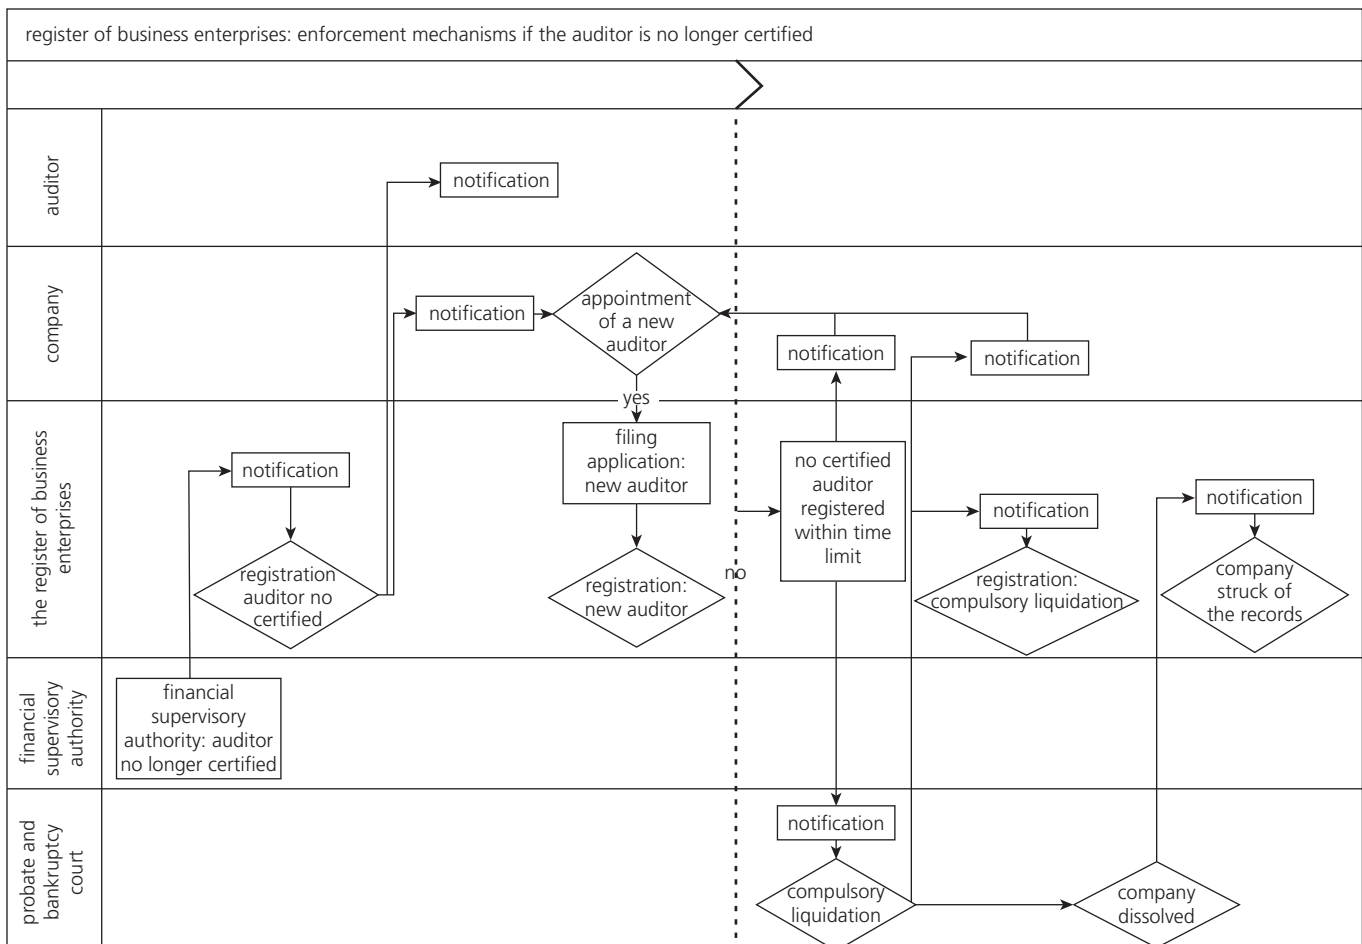 register of business enterprises: enforcement mechanisms if the auditor is no longer certified
auditor
notification
company
notification
appointment
of a new
auditor
notification
notification
yes
the register of business
enterprises
notification
registration
auditor no
certified
filing
application:
new auditor
registration:
new auditor
no
no certified
auditor
registered
within time
limit
notification
registration:
compulsory liquidation
notification
company
struck of
the records
financial
supervisory
authority
financial
supervisory
authority: auditor
no longer certified
probate and
bankruptcy
court
notification
compulsory
liquidation
company
dissolved